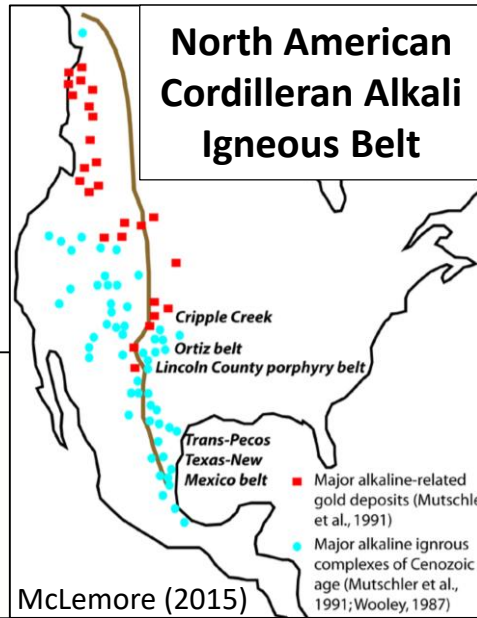 North American
Cordilleran Alkali
Igneous Belt
Cripple Creek
Ortiz belt
Lincoln County porphyry belt
Trans-Pecos
Texas-New
Mexico belt
Major alkaline-related
gold deposits (Mutschle
et al., 1991)
Major alkaline ignrous
complexes of Cenozoic
age (Mutschler et al.,
1991; Wooley, 1987)
McLemore (2015)